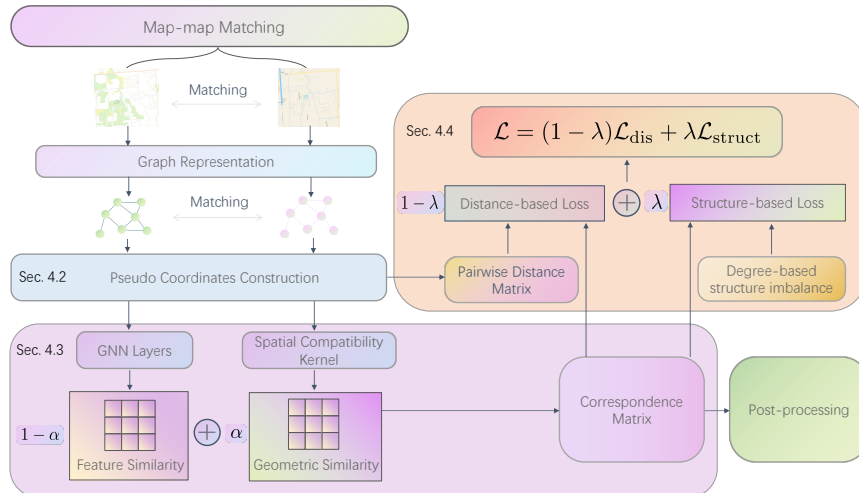 Map-map Matching
Matching
Graph Representation
Matching
Sec. 4.2
Pseudo Coordinates Construction
Sec. 4.4
ℒ = (1 − λ)ℒ_dis + λℒ_struct
1 − λ
Distance-based Loss
+
λ
Structure-based Loss
Pairwise Distance
Matrix
Degree-based
structure imbalance
Sec. 4.3
GNN Layers
Spatial Compatibility
Kernel
1 − α
Feature Similarity
+
α
Geometric Similarity
Correspondence
Matrix
Post-processing